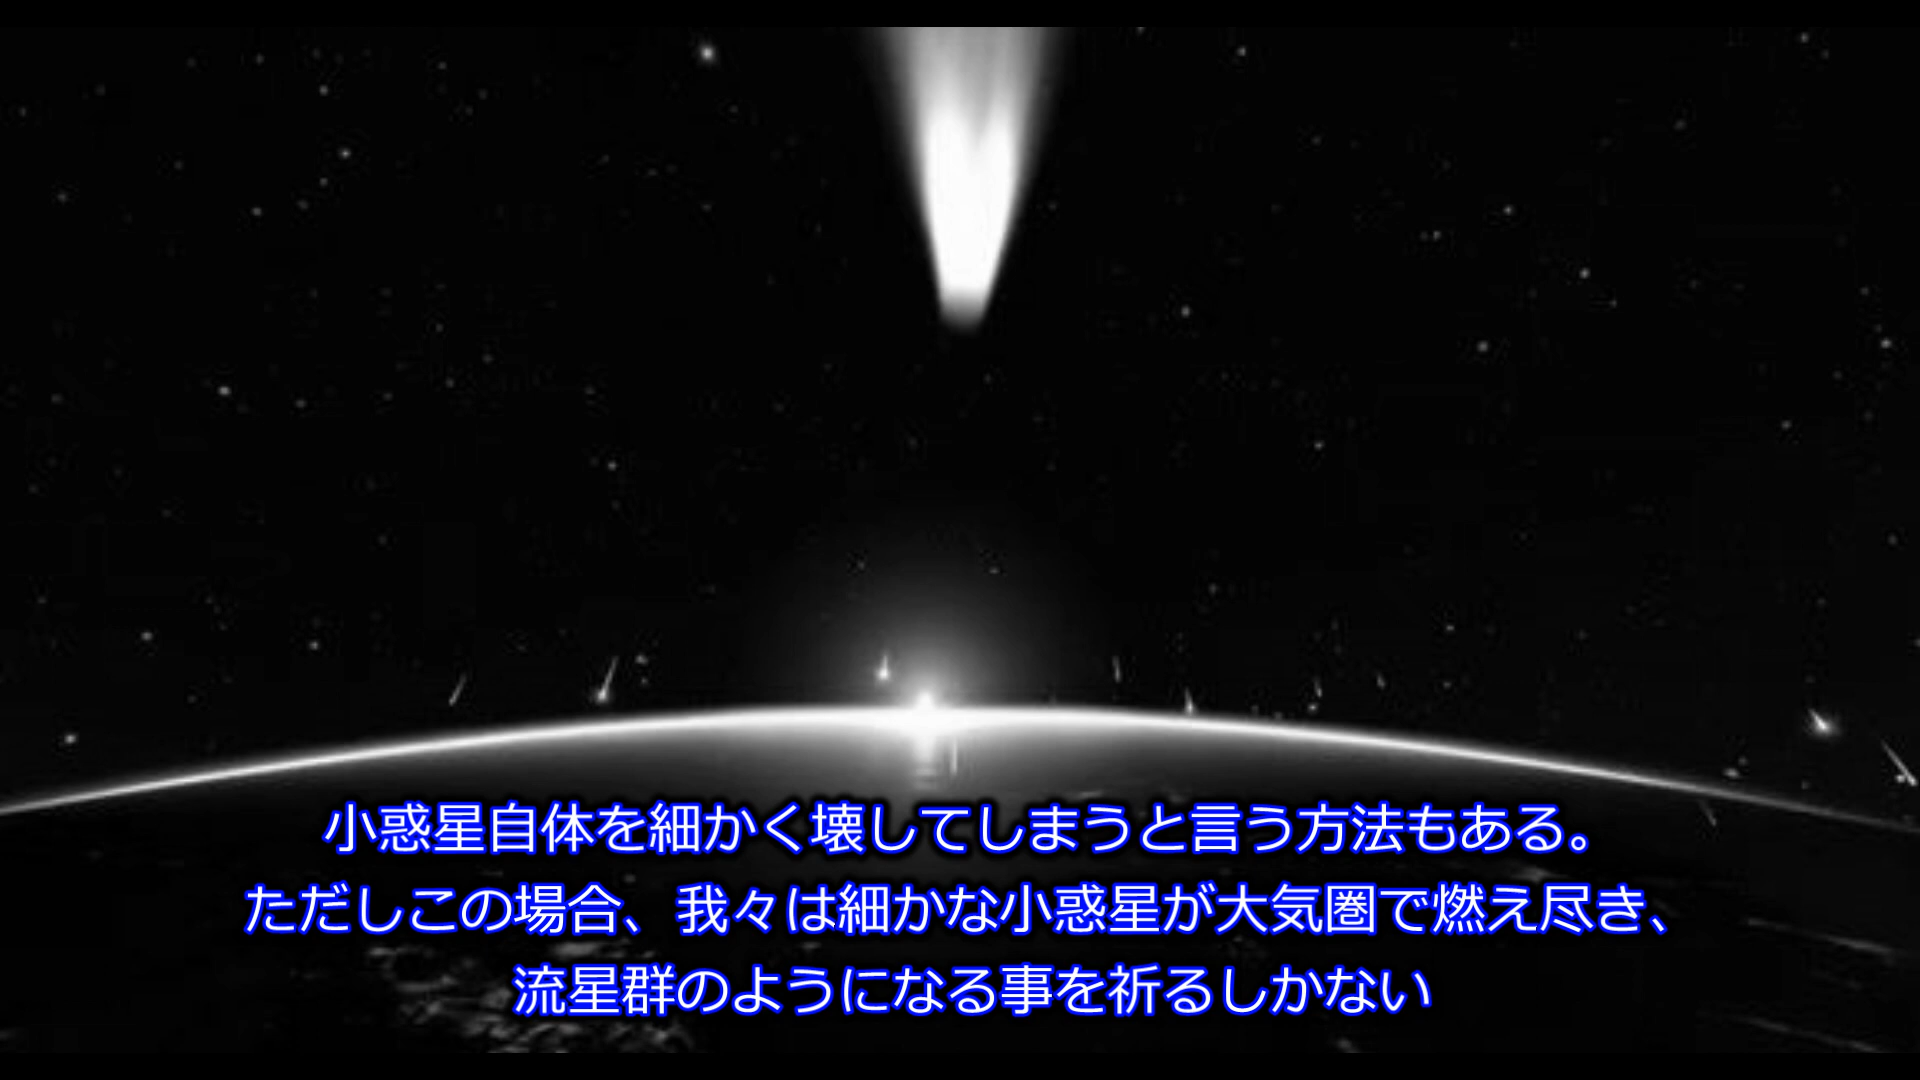 小惑星自体を細かく壊してしまうと言う方法もある。
ただしこの場合、我々は細かな小惑星が大気圏で燃え尽き、
流星群のようになる事を祈るしかない